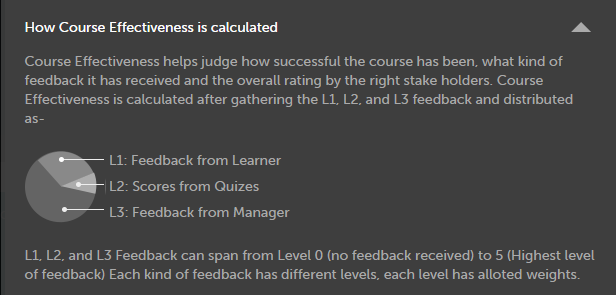 How Course Effectiveness is calculated
Course Effectiveness helps judge how successful the course has been, what kind of
feedback it has received and the overall rating by the right stake holders. Course
Effectiveness is calculated after gathering the L1, L2, and L3 feedback and distributed
as-
L1: Feedback from Learner
L2: Scores from Quizes
L3: Feedback from Manager
L1, L2, and L3 Feedback can span from Level 0 (no feedback received) to 5 (Highest level
of feedback) Each kind of feedback has different levels, each level has alloted weights.